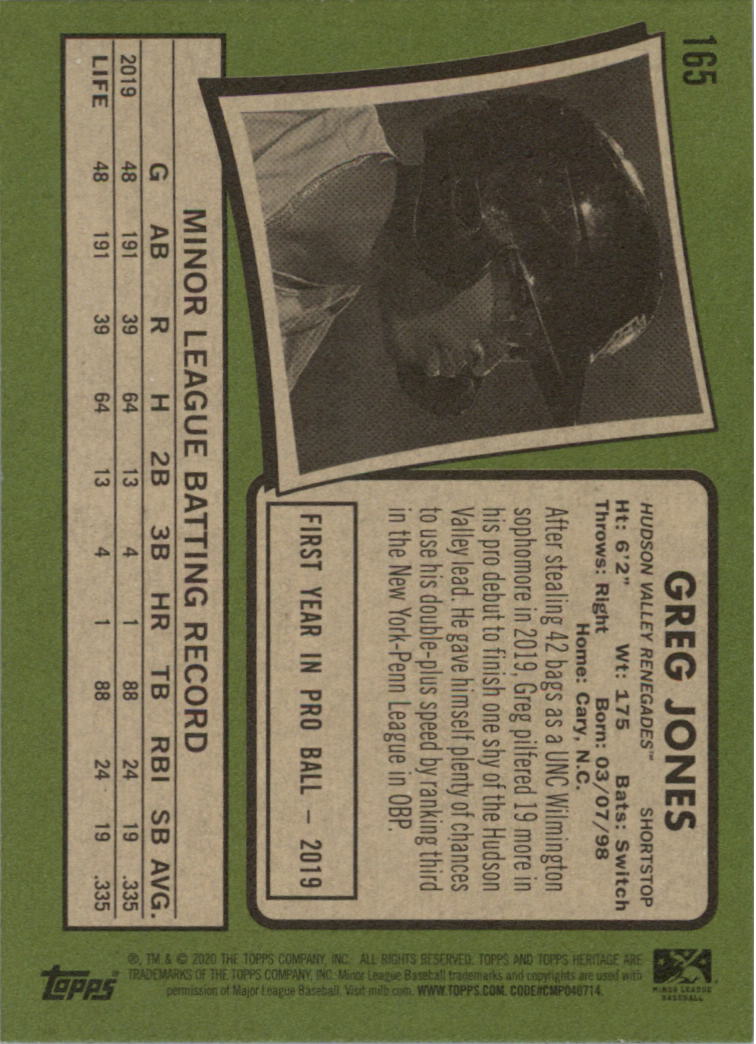 165
GREG JONES
HUDSON VALLEY RENEGADES™ SHORTSTOP
Ht: 6'2" Wt: 175 Bats: Switch
Throws: Right Born: 03/07/98
Home: Cary, N.C.
After stealing 42 bags as a UNC Wilmington
sophomore in 2019, Greg pilfered 19 more in
his pro debut to finish one shy of the Hudson
Valley lead. He gave himself plenty of chances
to use his double-plus speed by ranking third
in the New York-Penn League in OBP.
FIRST YEAR IN PRO BALL – 2019
MINOR LEAGUE BATTING RECORD
G AB R H 2B 3B HR TB RBI SB AVG.
2019 48 191 39 64 13 4 1 88 24 19 .335
LIFE 48 191 39 64 13 4 1 88 24 19 .335
MINOR LEAGUE
BASEBALL
®, TM & © 2020 THE TOPPS COMPANY, INC. ALL RIGHTS RESERVED. TOPPS AND TOPPS HERITAGE ARE
TRADEMARKS OF THE TOPPS COMPANY, INC. Minor League Baseball trademarks and copyrights are used with
permission of Major League Baseball. Visit milb.com. WWW.TOPPS.COM. CODE#CMP040714.
topps®